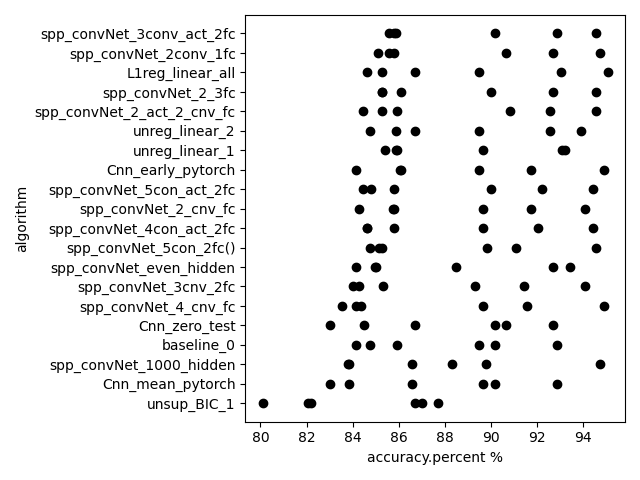 spp_convNet_3conv_act_2fc
spp_convNet_2conv_1fc
L1reg_linear_all
spp_convNet_2_3fc
spp_convNet_2_act_2_cnv_fc
unreg_linear_2
unreg_linear_1
Cnn_early_pytorch
spp_convNet_5con_act_2fc
spp_convNet_2_cnv_fc
spp_convNet_4con_act_2fc
spp_convNet_5con_2fc()
spp_convNet_even_hidden
spp_convNet_3cnv_2fc
spp_convNet_4_cnv_fc
Cnn_zero_test
baseline_0
spp_convNet_1000_hidden
Cnn_mean_pytorch
unsup_BIC_1
algorithm
80 82 84 86 88 90 92 94
accuracy.percent %